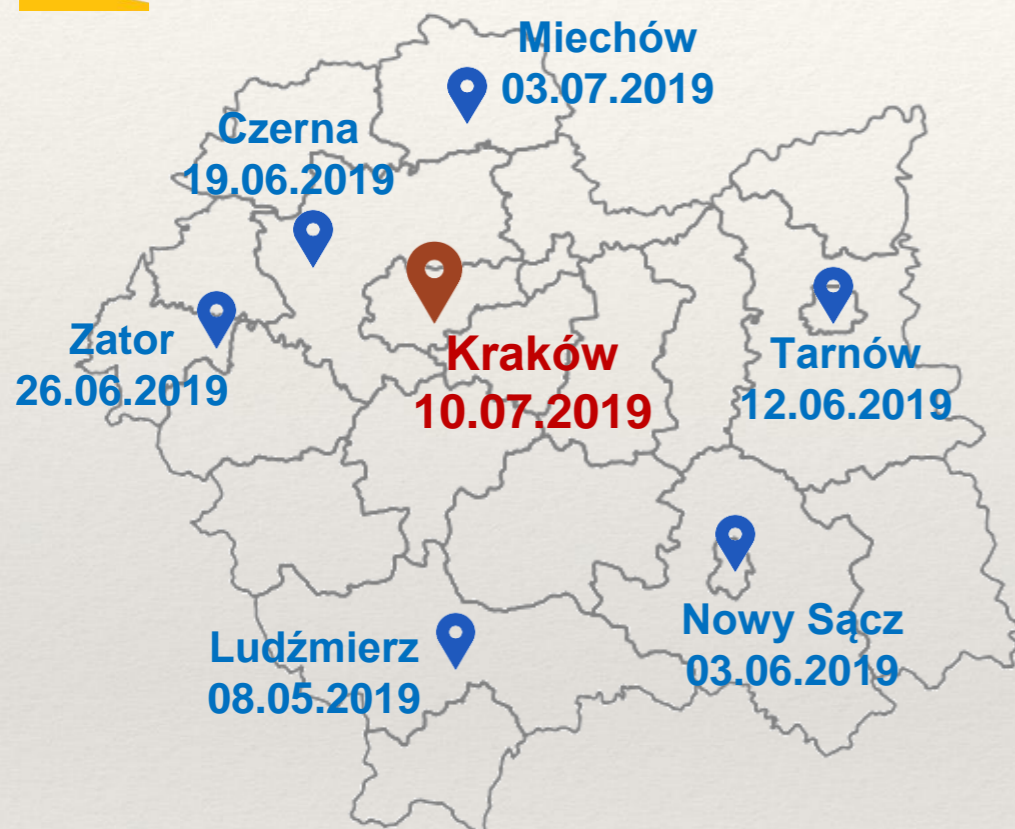 Miechów
03.07.2019
Czerna
19.06.2019
Zator
26.06.2019
Kraków
10.07.2019
Tarnów
12.06.2019
Nowy Sącz
03.06.2019
Ludźmierz
08.05.2019